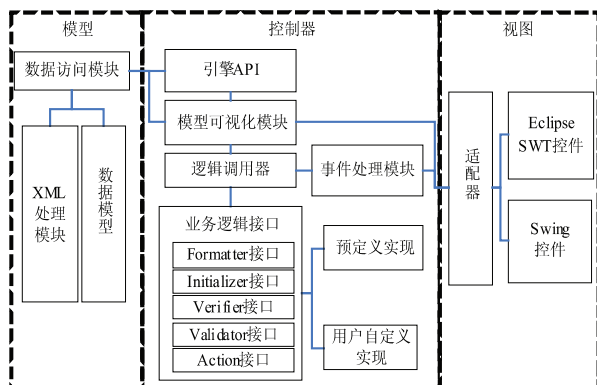 模型
控制器
视图
数据访问模块
引擎API
模型可视化模块
逻辑调用器
事件处理模块
XML
处理
模块
数据模型
业务逻辑接口
Formatter接口
Initializer接口
Verifier接口
Validator接口
Action接口
预定义实现
用户自定义
实现
适配器
Eclipse
SWT控件
Swing
控件